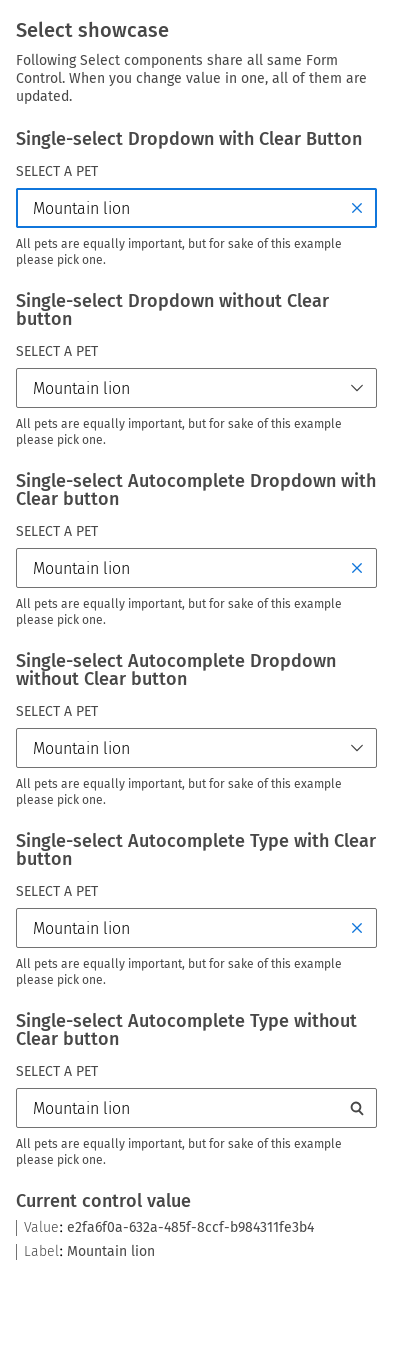 Select showcase
Following Select components share all same Form
Control. When you change value in one, all of them are
updated.
Single-select Dropdown with Clear Button
SELECT A PET
Mountain lion
All pets are equally important, but for sake of this example
please pick one.
Single-select Dropdown without Clear
button
SELECT A PET
Mountain lion
All pets are equally important, but for sake of this example
please pick one.
Single-select Autocomplete Dropdown with
Clear button
SELECT A PET
Mountain lion
All pets are equally important, but for sake of this example
please pick one.
Single-select Autocomplete Dropdown
without Clear button
SELECT A PET
Mountain lion
All pets are equally important, but for sake of this example
please pick one.
Single-select Autocomplete Type with Clear
button
SELECT A PET
Mountain lion
All pets are equally important, but for sake of this example
please pick one.
Single-select Autocomplete Type without
Clear button
SELECT A PET
Mountain lion
All pets are equally important, but for sake of this example
please pick one.
Current control value
Value: e2fa6f0a-632a-485f-8ccf-b984311fe3b4
Label: Mountain lion